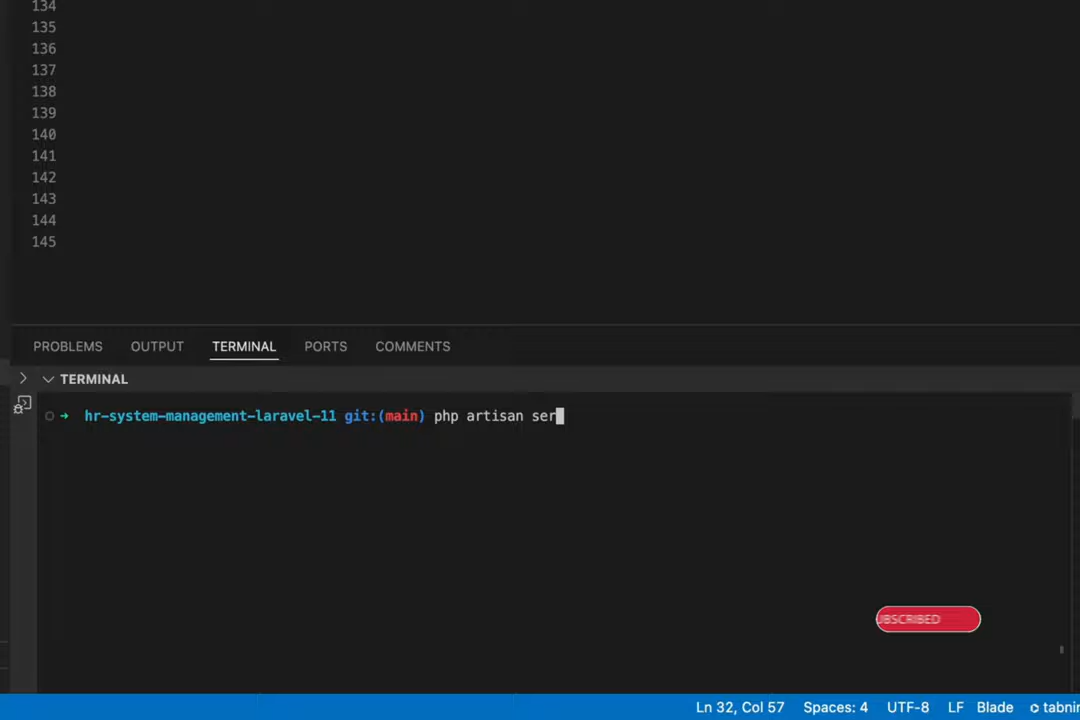 134
135
136
137
138
139
140
141
142
143
144
145
PROBLEMS OUTPUT TERMINAL PORTS COMMENTS
TERMINAL
hr-system-management-laravel-11 git:(main) php artisan ser
UBSCRIBED
Ln 32, Col 57 Spaces: 4 UTF-8 LF Blade tabnin